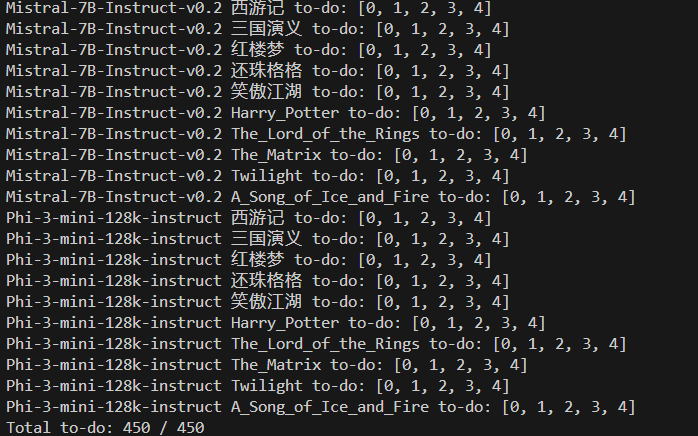 Mistral-7B-Instruct-v0.2 西游记 to-do: [0, 1, 2, 3, 4]
Mistral-7B-Instruct-v0.2 三国演义 to-do: [0, 1, 2, 3, 4]
Mistral-7B-Instruct-v0.2 红楼梦 to-do: [0, 1, 2, 3, 4]
Mistral-7B-Instruct-v0.2 还珠格格 to-do: [0, 1, 2, 3, 4]
Mistral-7B-Instruct-v0.2 笑傲江湖 to-do: [0, 1, 2, 3, 4]
Mistral-7B-Instruct-v0.2 Harry_Potter to-do: [0, 1, 2, 3, 4]
Mistral-7B-Instruct-v0.2 The_Lord_of_the_Rings to-do: [0, 1, 2, 3, 4]
Mistral-7B-Instruct-v0.2 The_Matrix to-do: [0, 1, 2, 3, 4]
Mistral-7B-Instruct-v0.2 Twilight to-do: [0, 1, 2, 3, 4]
Mistral-7B-Instruct-v0.2 A_Song_of_Ice_and_Fire to-do: [0, 1, 2, 3, 4]
Phi-3-mini-128k-instruct 西游记 to-do: [0, 1, 2, 3, 4]
Phi-3-mini-128k-instruct 三国演义 to-do: [0, 1, 2, 3, 4]
Phi-3-mini-128k-instruct 红楼梦 to-do: [0, 1, 2, 3, 4]
Phi-3-mini-128k-instruct 还珠格格 to-do: [0, 1, 2, 3, 4]
Phi-3-mini-128k-instruct 笑傲江湖 to-do: [0, 1, 2, 3, 4]
Phi-3-mini-128k-instruct Harry_Potter to-do: [0, 1, 2, 3, 4]
Phi-3-mini-128k-instruct The_Lord_of_the_Rings to-do: [0, 1, 2, 3, 4]
Phi-3-mini-128k-instruct The_Matrix to-do: [0, 1, 2, 3, 4]
Phi-3-mini-128k-instruct Twilight to-do: [0, 1, 2, 3, 4]
Phi-3-mini-128k-instruct A_Song_of_Ice_and_Fire to-do: [0, 1, 2, 3, 4]
Total to-do: 450 / 450